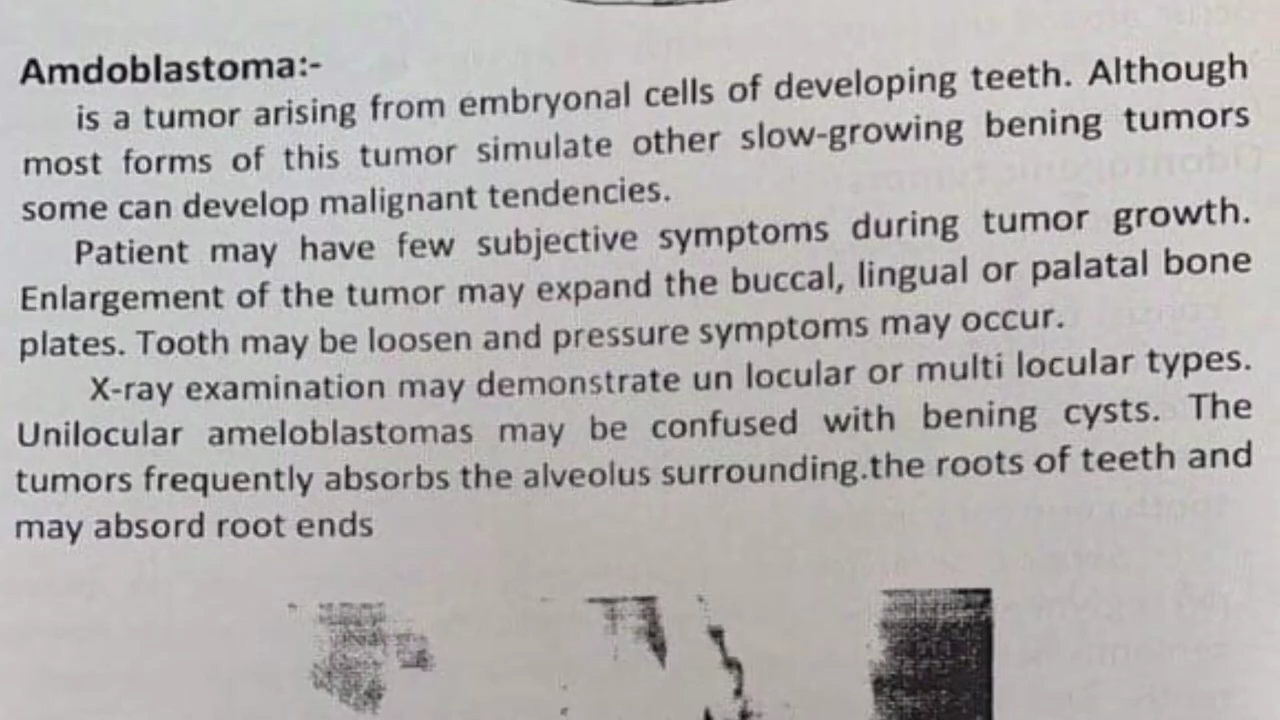 Amdoblastoma:-
is a tumor arising from embryonal cells of developing teeth. Although
most forms of this tumor simulate other slow-growing bening tumors
some can develop malignant tendencies.
Patient may have few subjective symptoms during tumor growth.
Enlargement of the tumor may expand the buccal, lingual or palatal bone
plates. Tooth may be loosen and pressure symptoms may occur.
X-ray examination may demonstrate un locular or multi locular types.
Unilocular ameloblastomas may be confused with bening cysts. The
tumors frequently absorbs the alveolus surrounding.the roots of teeth and
may absord root ends